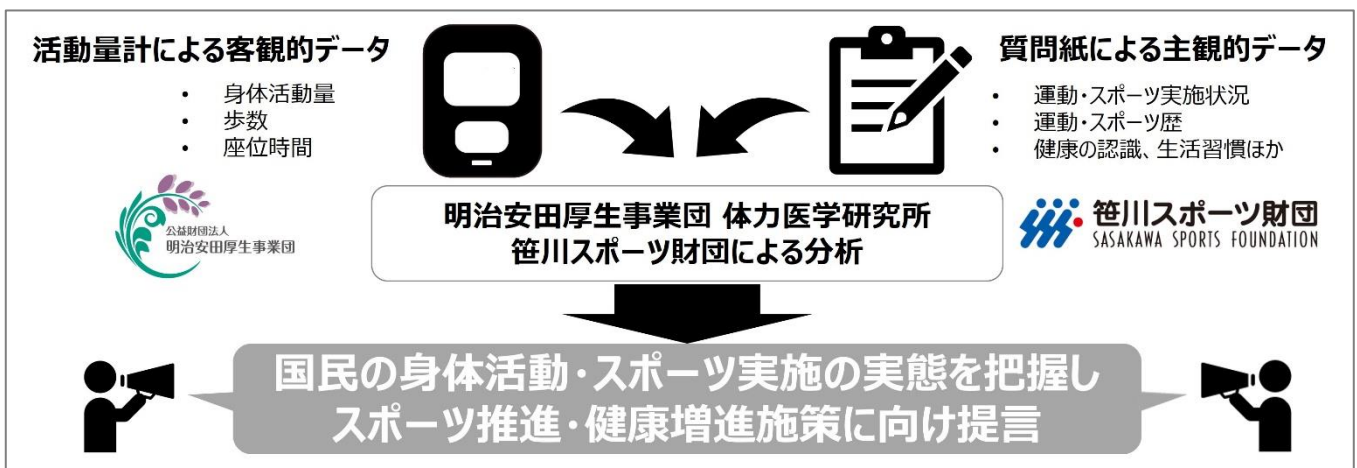 活動量計による客観的データ
• 身体活動量
• 歩数
• 座位時間
質問紙による主観的データ
• 運動・スポーツ実施状況
• 運動・スポーツ歴
• 健康の認識、生活習慣ほか
公益財団法人
明治安田厚生事業団
明治安田厚生事業団 体力医学研究所
笹川スポーツ財団による分析
笹川スポーツ財団
SASAKAWA SPORTS FOUNDATION
国民の身体活動・スポーツ実施の実態を把握し
スポーツ推進・健康増進施策に向け提言